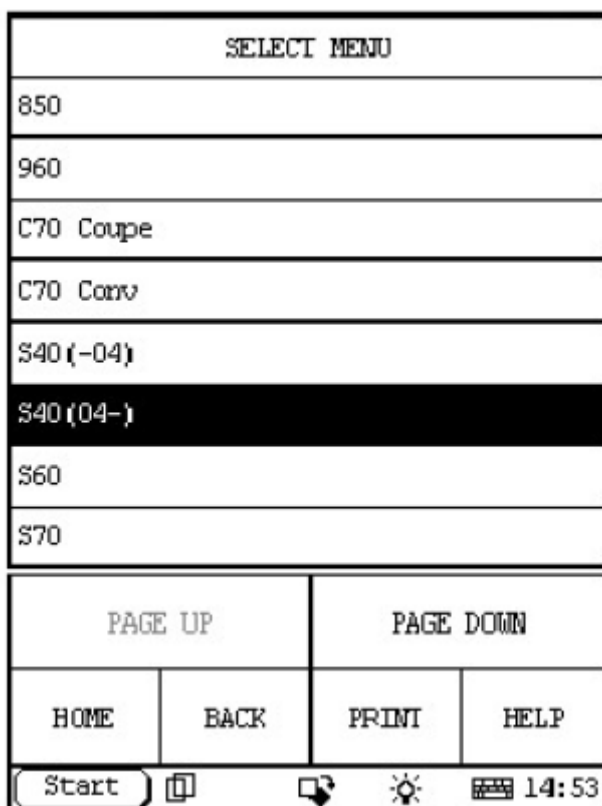 SELECT MENU
850
960
C70 Coupe
C70 Conv
S40(-04)
S40(04-)
S60
S70
PAGE UP PAGE DOWN
HOME BACK PRINT HELP
Start 14:53